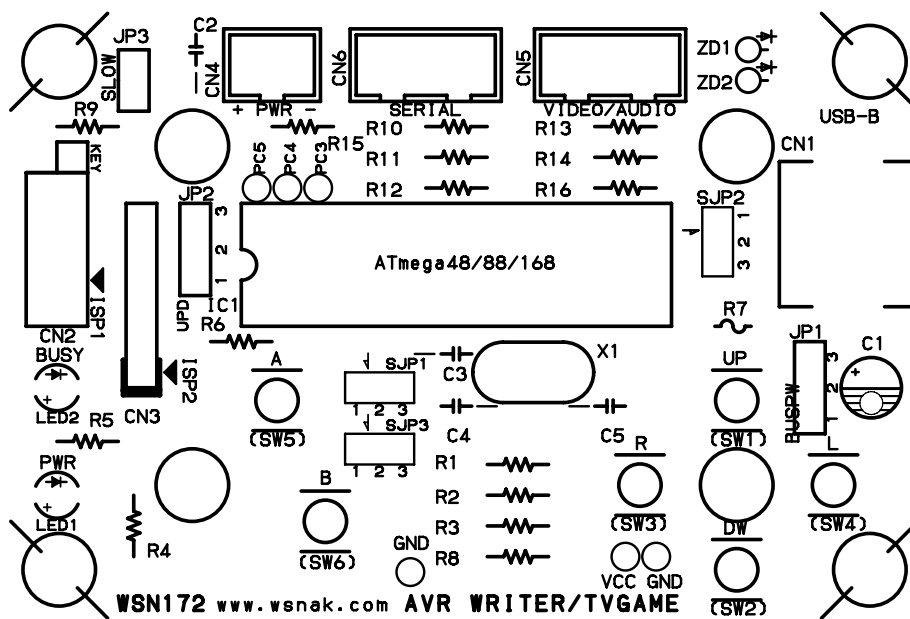 C2
JP3
SLOW
CN4
+ PWR -
CN6
SERIAL
CN5
VIDEO/AUDIO
ZD1
ZD2
USB-B
R9
R15
R10
R11
R12
R13
R14
R16
CN1
KEY
PC5
PC4
PC3
JP2
3
2
1
UPD
SJP2
1
2
3
ATmega48/88/168
IC1
ISP1
CN2
BUSY
LED2
R6
R7
JP1
3
2
1
BUSPW
C1
+
ISP2
CN3
A
(SW5)
SJP1
1 2 3
C3
X1
UP
(SW1)
R5
SJP3
1 2 3
C4
C5
PWR
LED1
R4
B
(SW6)
R1
R2
R3
R8
R
(SW3)
L
(SW4)
GND
VCC GND
DW
(SW2)
WSN172 www.wsnak.com AVR WRITER/TVGAME